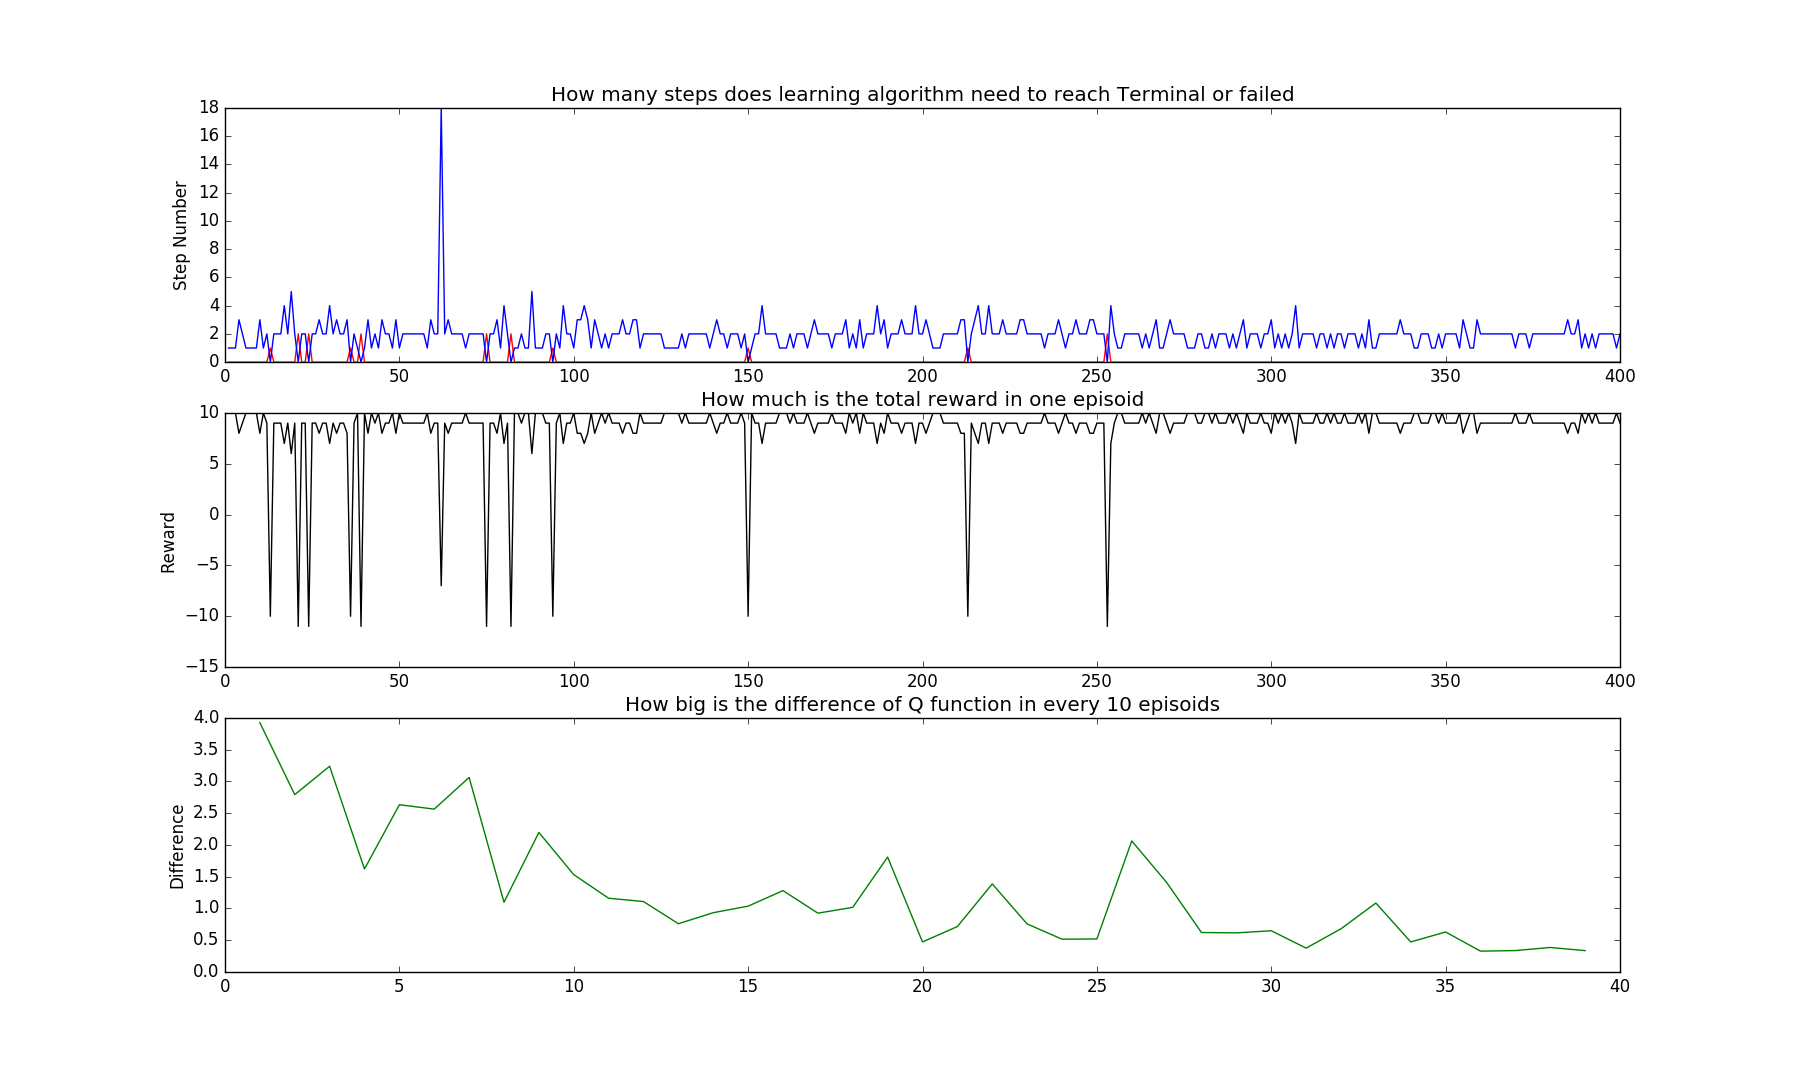 How many steps does learning algorithm need to reach Terminal or failed
Step Number
18
16
14
12
10
8
6
4
2
0
0 50 100 150 200 250 300 350 400
How much is the total reward in one episoid
Reward
10
5
0
−5
−10
−15
0 50 100 150 200 250 300 350 400
How big is the difference of Q function in every 10 episoids
Difference
4.0
3.5
3.0
2.5
2.0
1.5
1.0
0.5
0.0
0 5 10 15 20 25 30 35 40